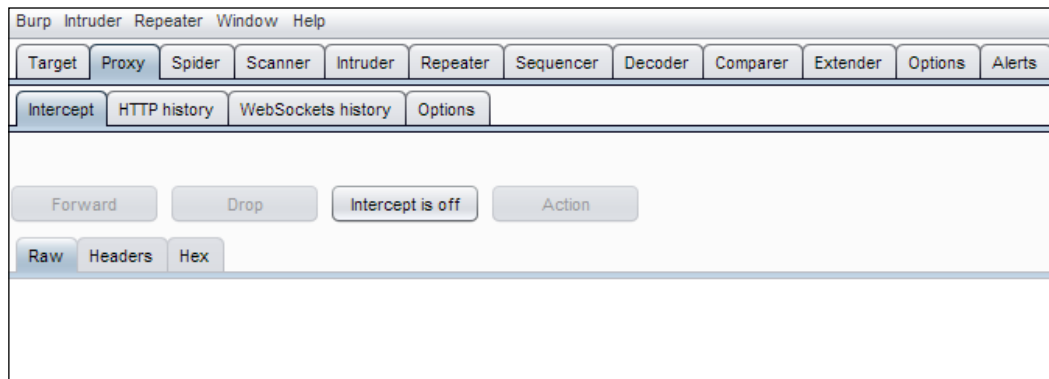 Burp Intruder Repeater Window Help
Target Proxy Spider Scanner Intruder Repeater Sequencer Decoder Comparer Extender Options Alerts
Intercept HTTP history WebSockets history Options
Forward Drop Intercept is off Action
Raw Headers Hex